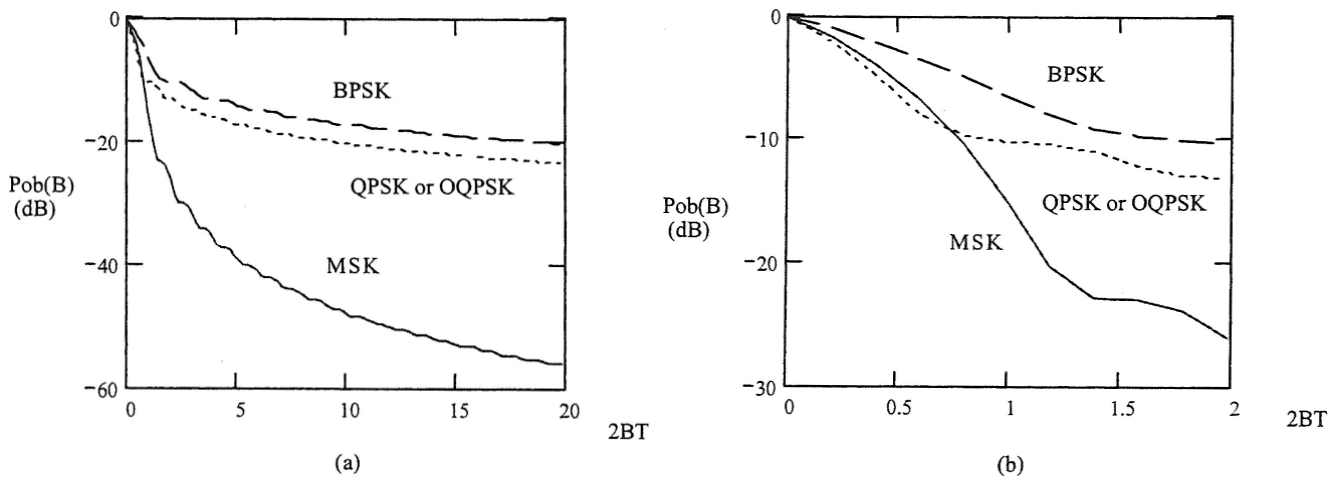 0
−20
−40
−60
Pob(B)
(dB)
BPSK
QPSK or OQPSK
MSK
0 5 10 15 20
2BT
(a)
0
−10
−20
−30
Pob(B)
(dB)
BPSK
QPSK or OQPSK
MSK
0 0.5 1 1.5 2
2BT
(b)